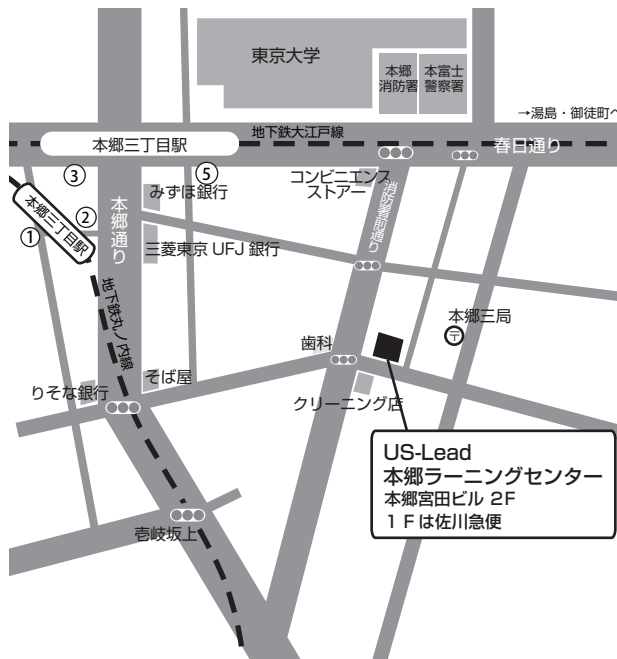 東京大学
本郷
消防署
本富士
警察署
→湯島・御徒町へ
地下鉄大江戸線
本郷三丁目駅
春日通り
③
⑤
コンビニエンス
ストアー
みずほ銀行
消防署前通り
本郷三丁目駅
②
①
本郷通り
三菱東京UFJ銀行
地下鉄丸ノ内線
本郷三局
〒
歯科
そば屋
りそな銀行
クリーニング店
US-Lead
本郷ラーニングセンター
本郷宮田ビル 2F
1Fは佐川急便
壱岐坂上